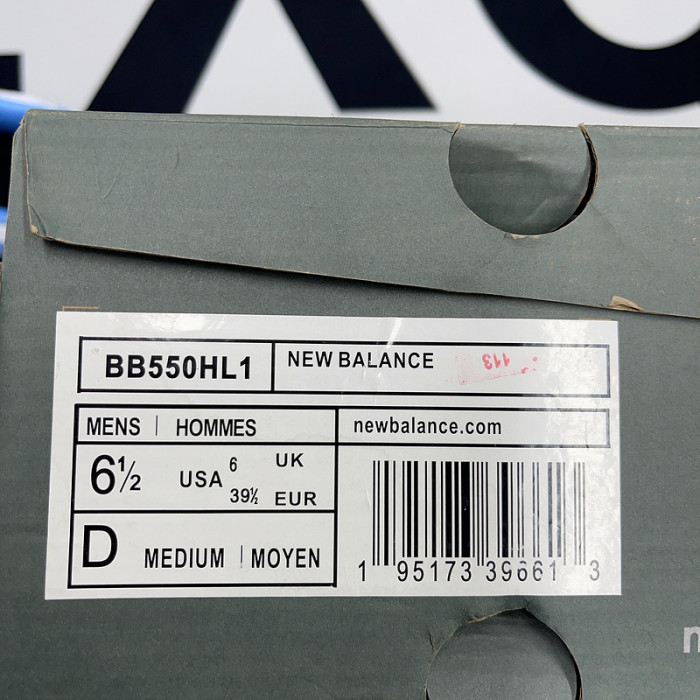 BB550HL1
NEW BALANCE
113
MENS | HOMMES
newbalance.com
6½ USA 6 UK
39½ EUR
D MEDIUM | MOYEN
1 95173 39661 3